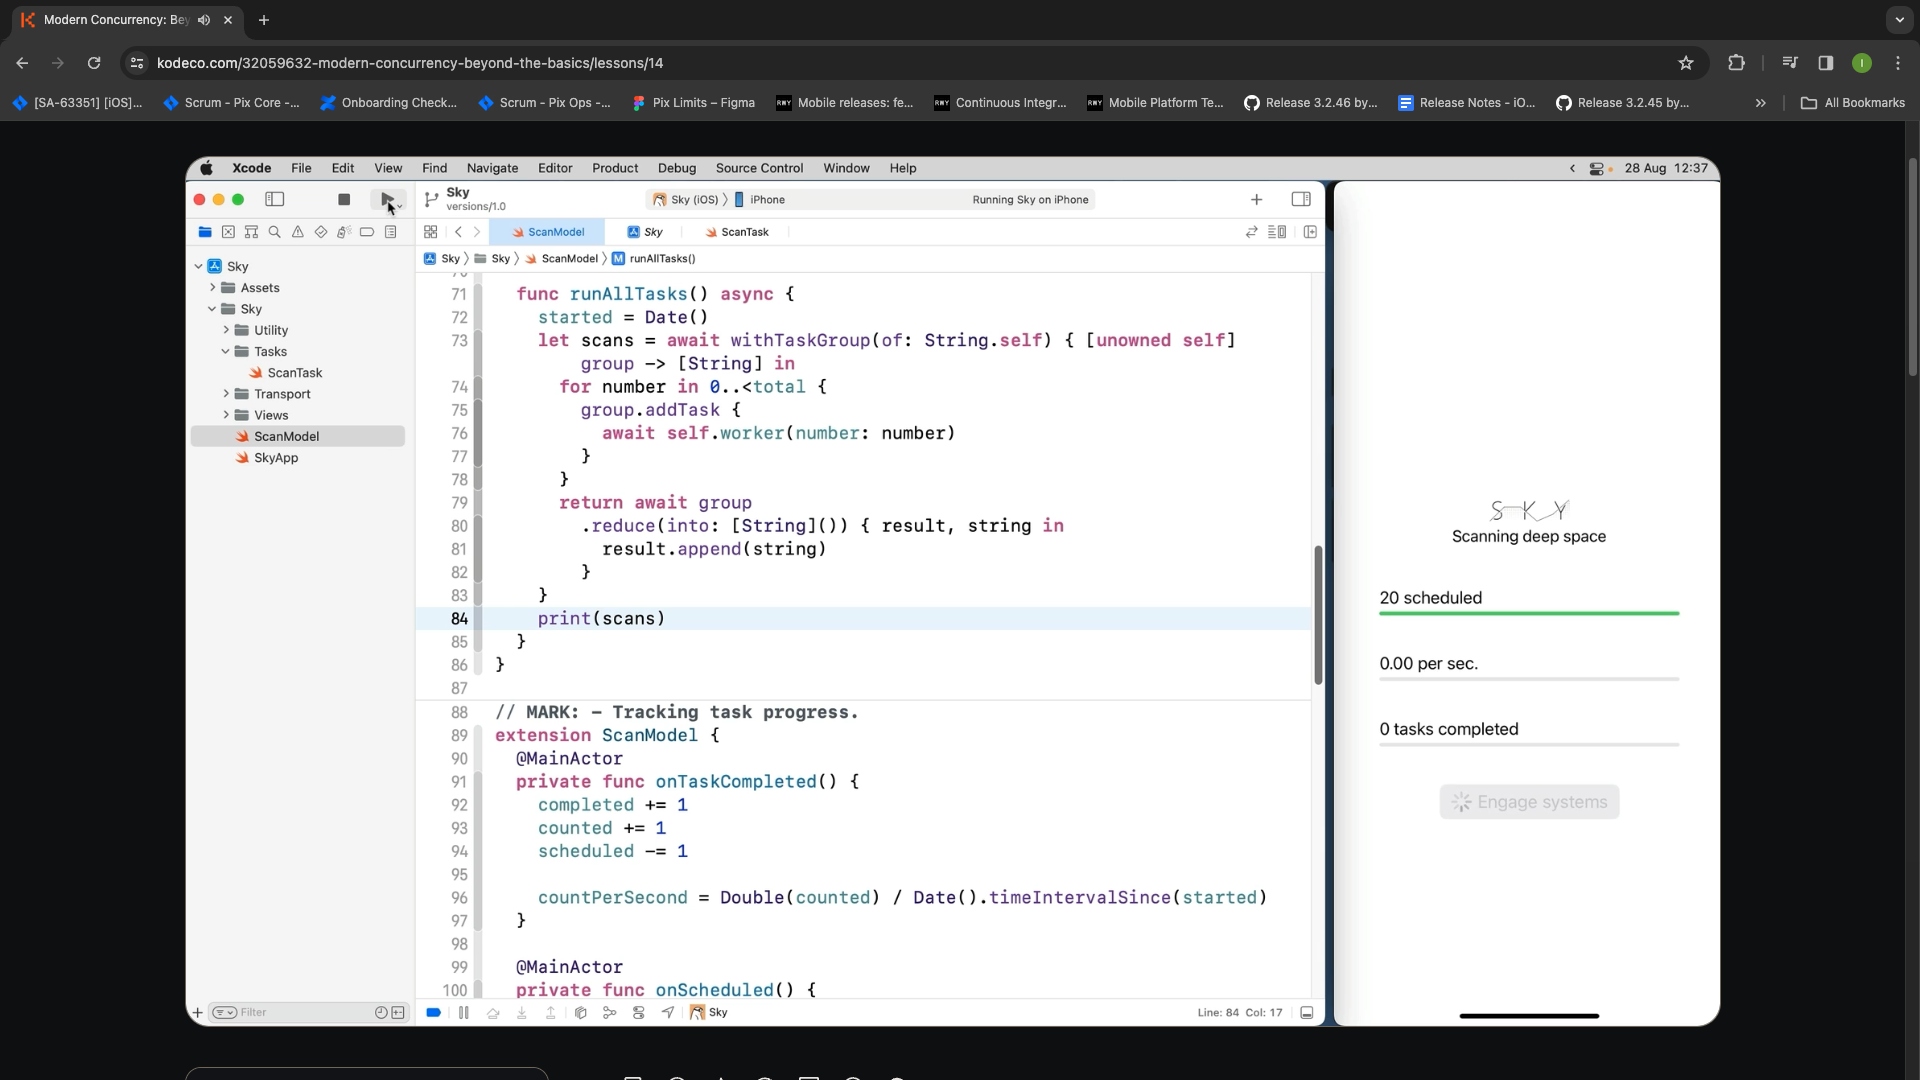 Modern Concurrency: Bey
kodeco.com/32059632-modern-concurrency-beyond-the-basics/lessons/14
I
[SA-63351] [iOS]...
Scrum - Pix Core -...
Onboarding Check...
Scrum - Pix Ops -...
Pix Limits – Figma
Mobile releases: fe...
Continuous Integr...
Mobile Platform Te...
Release 3.2.46 by...
Release Notes - iO...
Release 3.2.45 by...
All Bookmarks
Xcode File Edit View Find Navigate Editor Product Debug Source Control Window Help
28 Aug 12:37
Sky
versions/1.0
Sky (iOS) 〉 iPhone
Running Sky on iPhone
ScanModel
Sky
ScanTask
Sky 〉 Sky 〉 ScanModel 〉 M runAllTasks()
Sky
Assets
Sky
Utility
Tasks
ScanTask
Transport
Views
ScanModel
SkyApp
Filter
71 func runAllTasks() async {
72 started = Date()
73 let scans = await withTaskGroup(of: String.self) { [unowned self]
group -> [String] in
74 for number in 0..<total {
75 group.addTask {
76 await self.worker(number: number)
77 }
78 }
79 return await group
80 .reduce(into: [String]()) { result, string in
81 result.append(string)
82 }
83 }
84 print(scans)
85 }
86 }
87
88 // MARK: – Tracking task progress.
89 extension ScanModel {
90 @MainActor
91 private func onTaskCompleted() {
92 completed += 1
93 counted += 1
94 scheduled -= 1
95
96 countPerSecond = Double(counted) / Date().timeIntervalSince(started)
97 }
98
99 @MainActor
100 private func onScheduled() {
Sky
Line: 84 Col: 17
S K Y
Scanning deep space
20 scheduled
0.00 per sec.
0 tasks completed
Engage systems